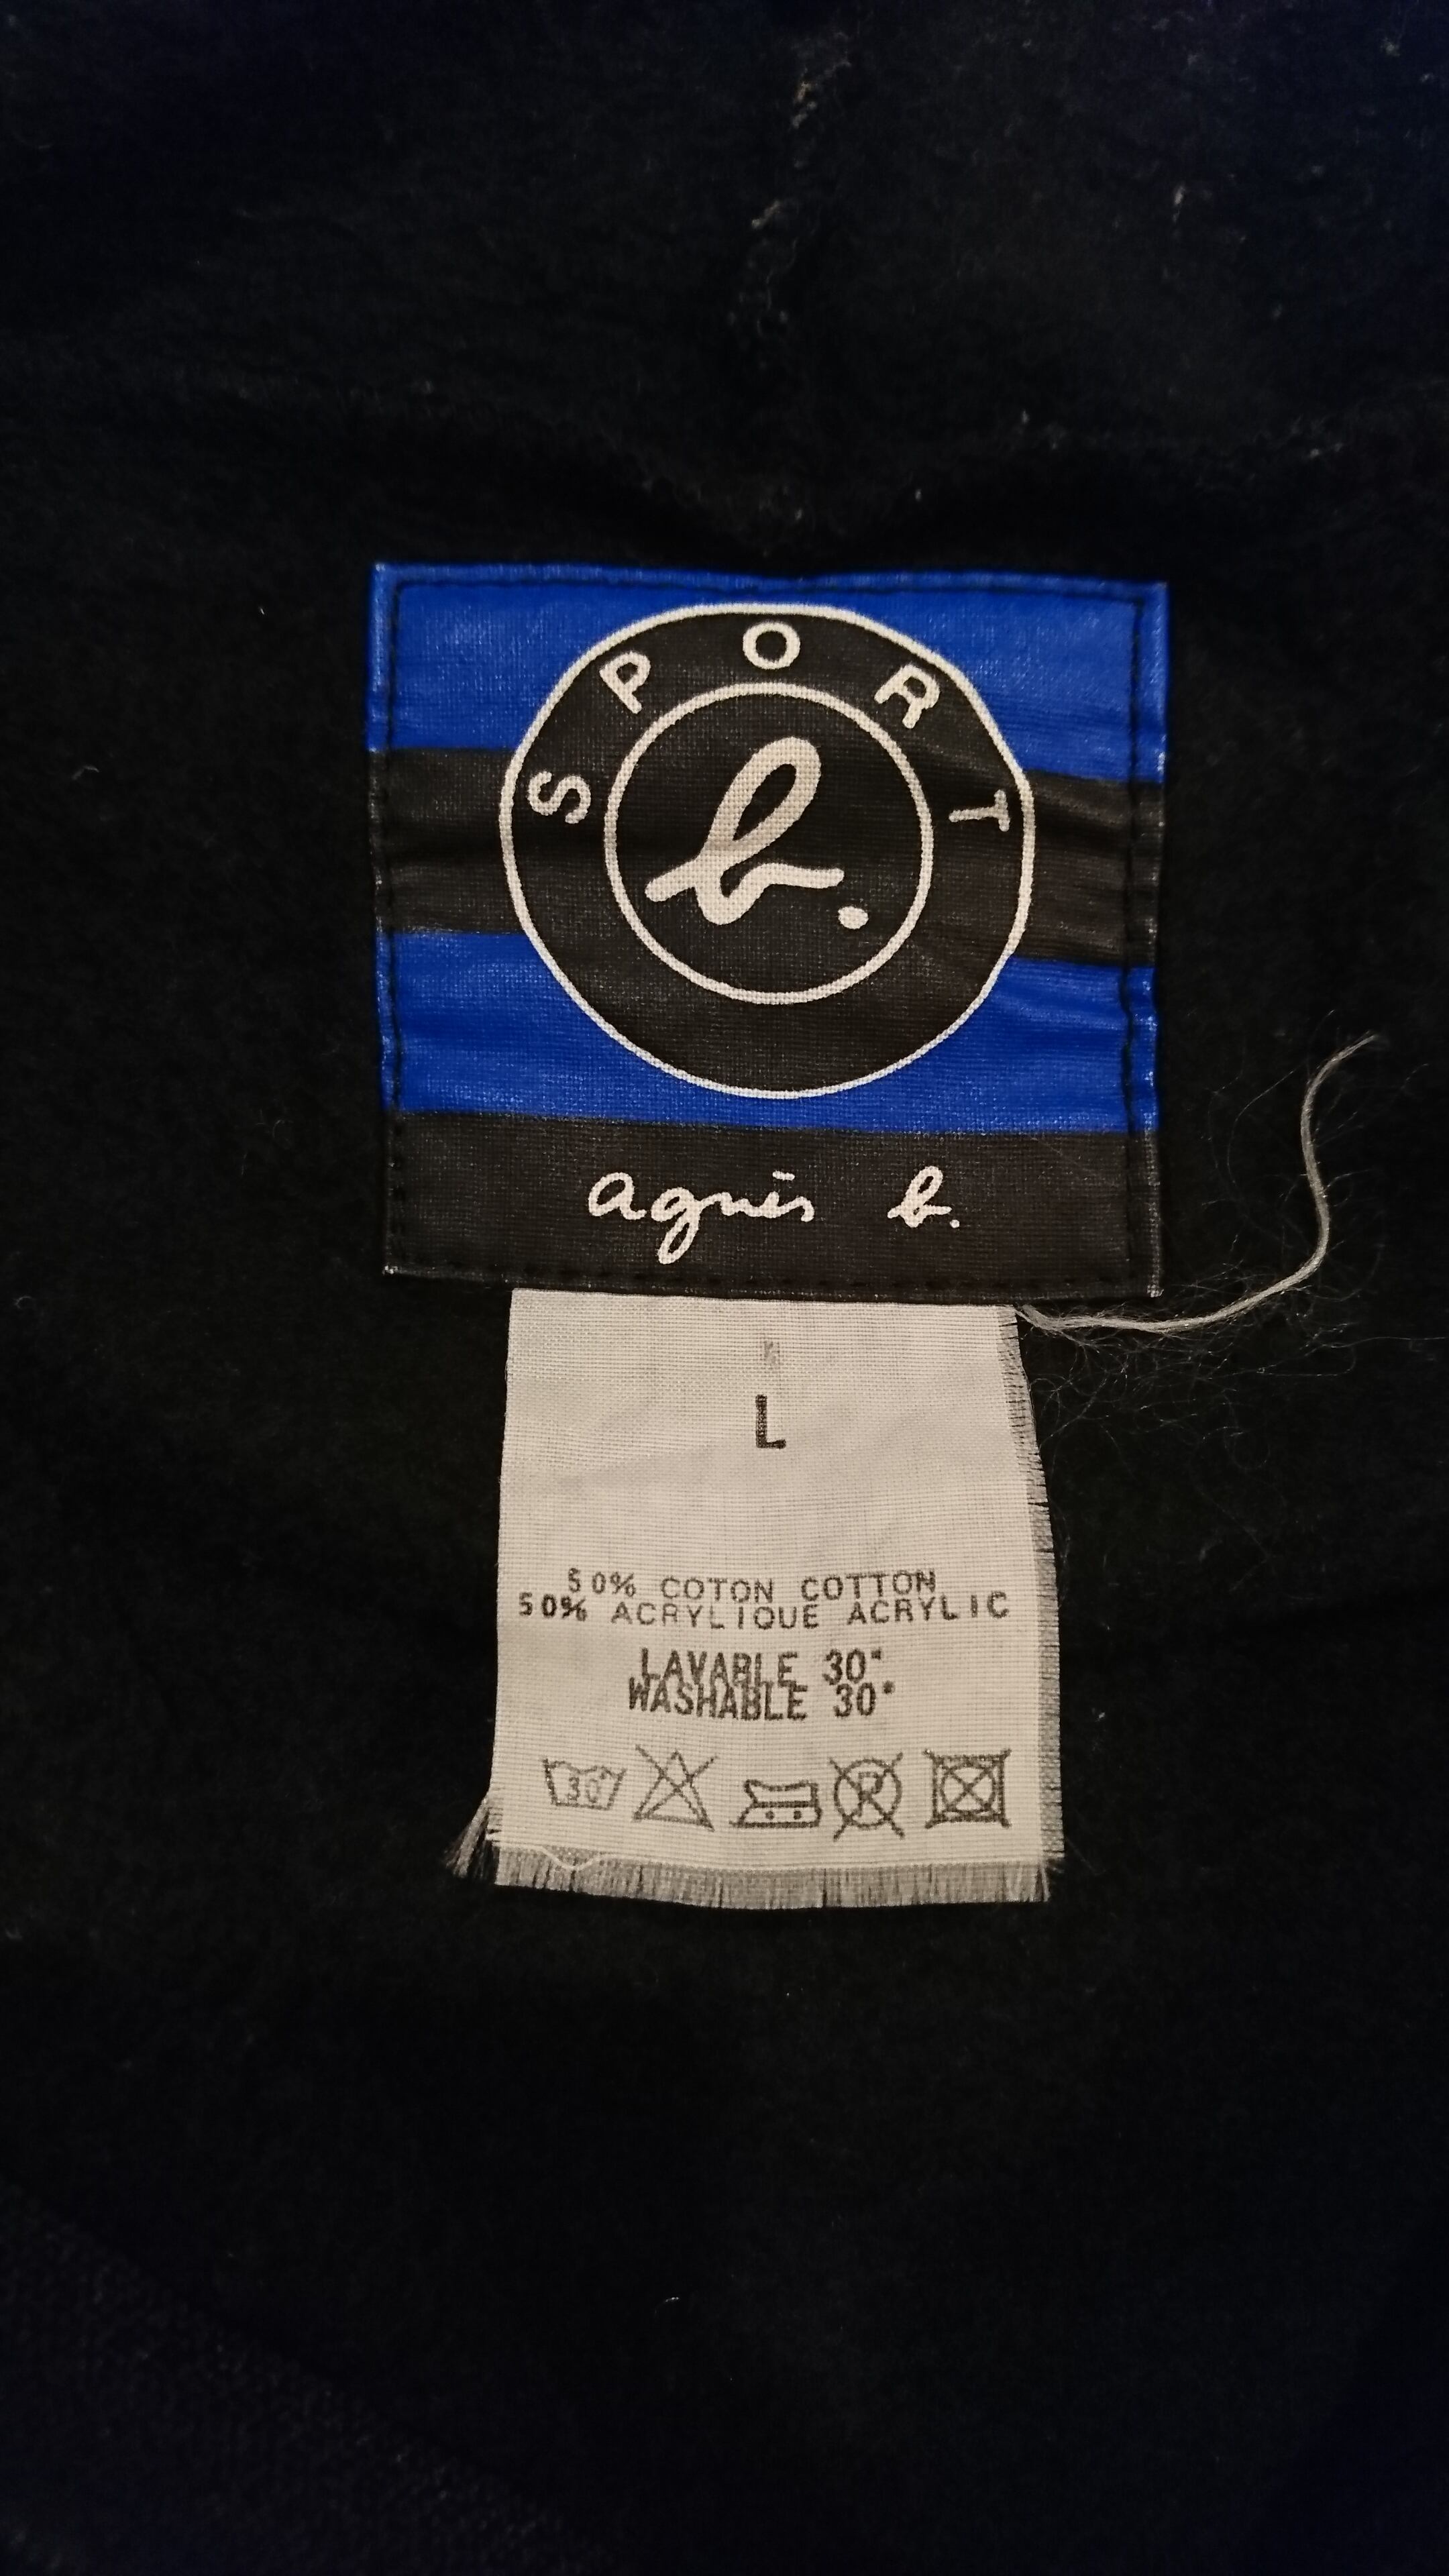 SPORT
b.
agnès b.
L
50% COTON COTTON
50% ACRYLIQUE ACRYLIC
LAVABLE 30°
WASHABLE 30°
30° P